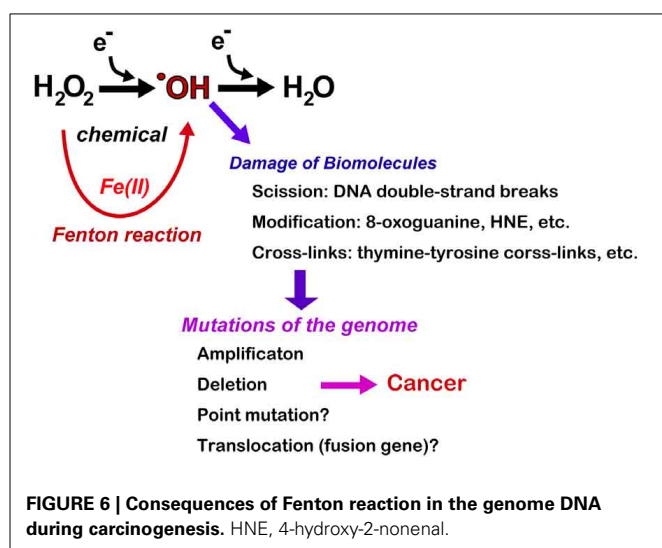 e⁻ e⁻
H₂O₂ •OH H₂O
chemical
Fe(II)
Fenton reaction
Damage of Biomolecules
Scission: DNA double-strand breaks
Modification: 8-oxoguanine, HNE, etc.
Cross-links: thymine-tyrosine corss-links, etc.
Mutations of the genome
Amplificaton
Deletion Cancer
Point mutation?
Translocation (fusion gene)?
FIGURE 6 | Consequences of Fenton reaction in the genome DNA
during carcinogenesis. HNE, 4-hydroxy-2-nonenal.